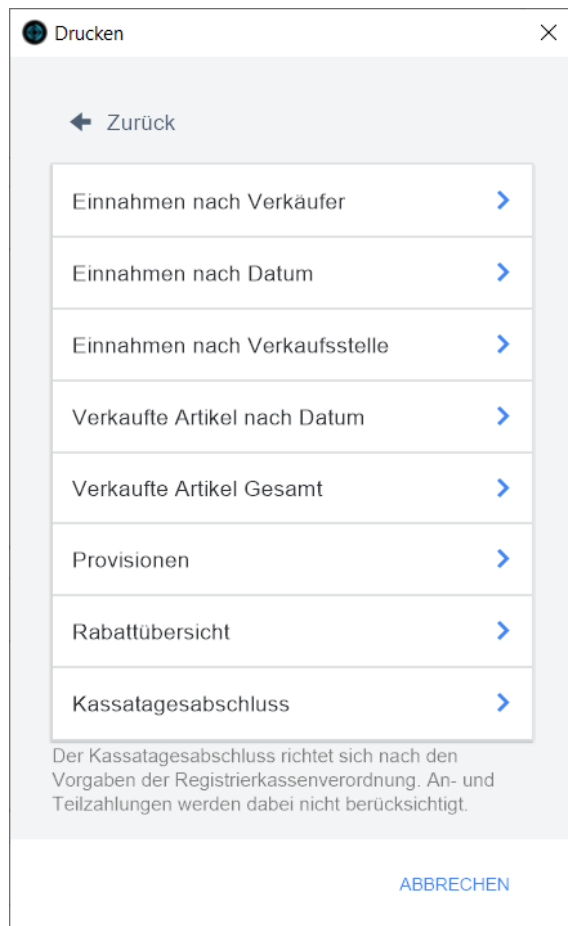 Drucken
Zurück
Einnahmen nach Verkäufer
Einnahmen nach Datum
Einnahmen nach Verkaufsstelle
Verkaufte Artikel nach Datum
Verkaufte Artikel Gesamt
Provisionen
Rabattübersicht
Kassatagesabschluss
Der Kassatagesabschluss richtet sich nach den
Vorgaben der Registrierkassenverordnung. An- und
Teilzahlungen werden dabei nicht berücksichtigt.
ABBRECHEN